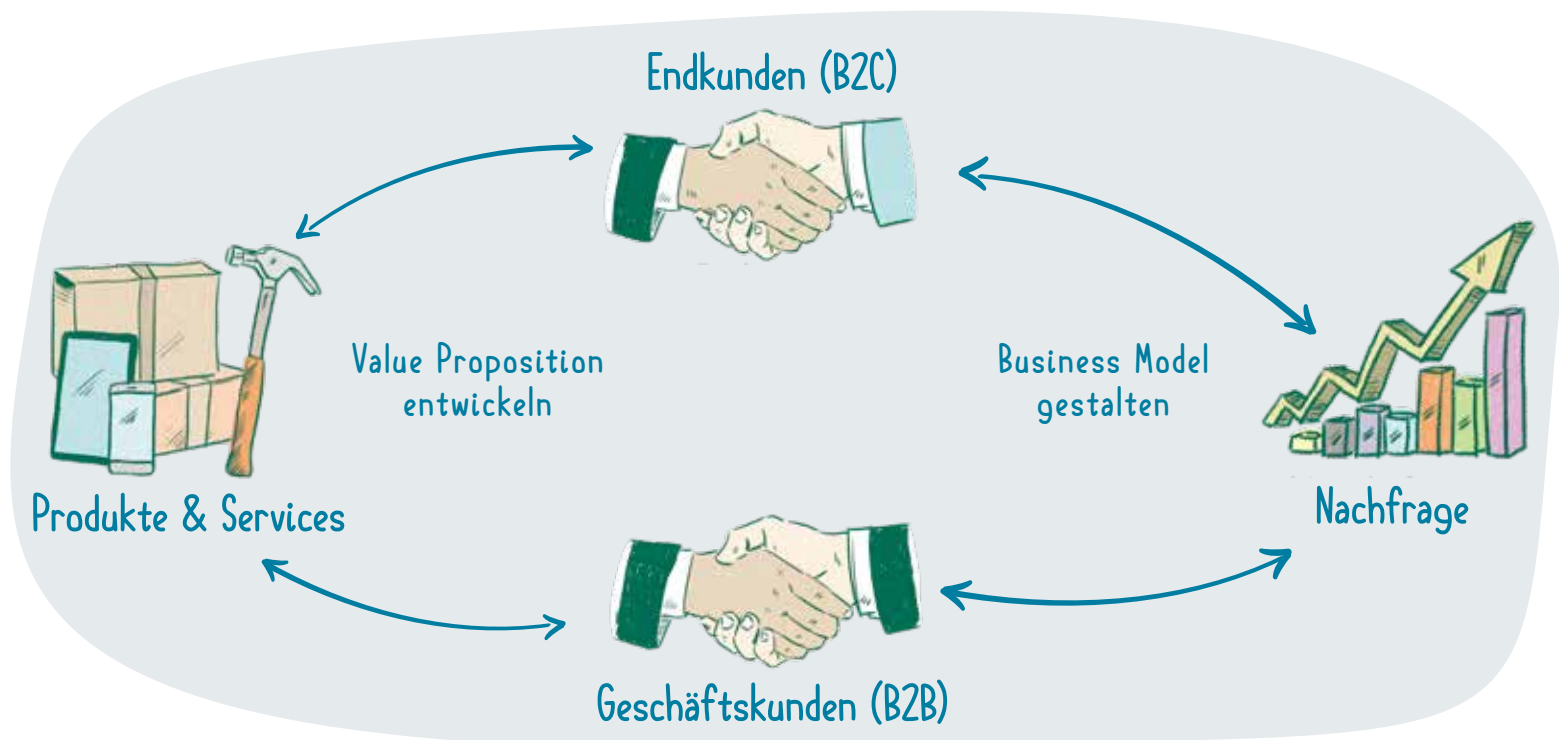 Endkunden (B2C)
Value Proposition
entwickeln
Business Model
gestalten
Produkte & Services
Nachfrage
Geschäftskunden (B2B)